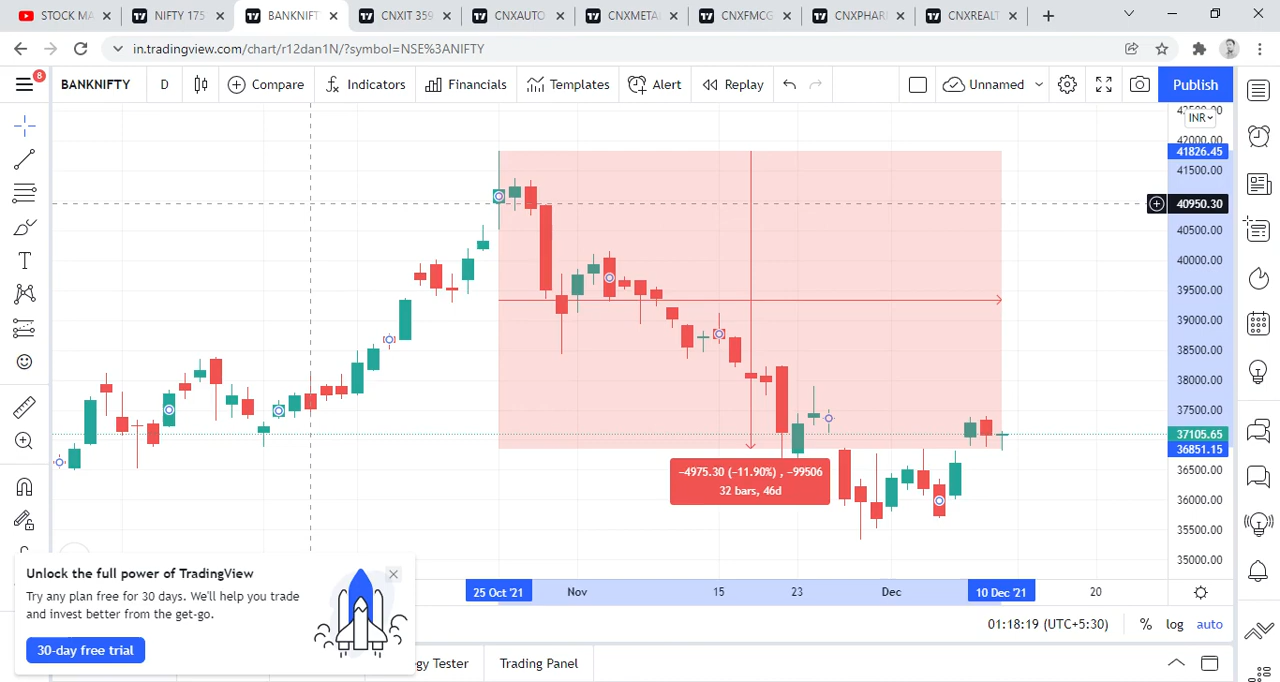 STOCK MA
NIFTY 175
BANKNIFT
CNXIT 359
CNXAUTO
CNXMETA
CNXFMCG
CNXPHAR
CNXREALT
in.tradingview.com/chart/r12dan1N/?symbol=NSE%3ANIFTY
8
BANKNIFTY
D
Compare
Indicators
Financials
Templates
Alert
Replay
Unnamed
Publish
INR
42000.00
41826.45
41500.00
40950.30
40500.00
40000.00
39500.00
39000.00
38500.00
38000.00
37500.00
37105.65
36851.15
36500.00
36000.00
35500.00
35000.00
−4975.30 (−11.90%) , −99506
32 bars, 46d
25 Oct '21
Nov
15
23
Dec
10 Dec '21
20
Unlock the full power of TradingView
Try any plan free for 30 days. We'll help you trade
and invest better from the get-go.
30-day free trial
01:18:19 (UTC+5:30)
%
log
auto
gy Tester
Trading Panel